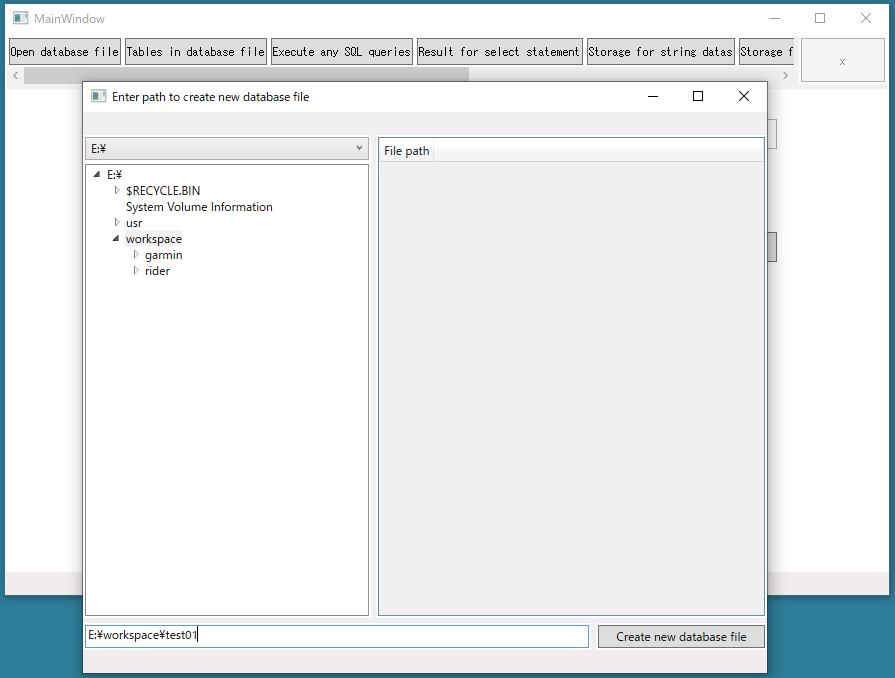 MainWindow
Open database file Tables in database file Execute any SQL queries Result for select statement Storage for string datas Storage f
x
Enter path to create new database file
E:¥
File path
E:¥
$RECYCLE.BIN
System Volume Information
usr
workspace
garmin
rider
E:¥workspace¥test01
Create new database file